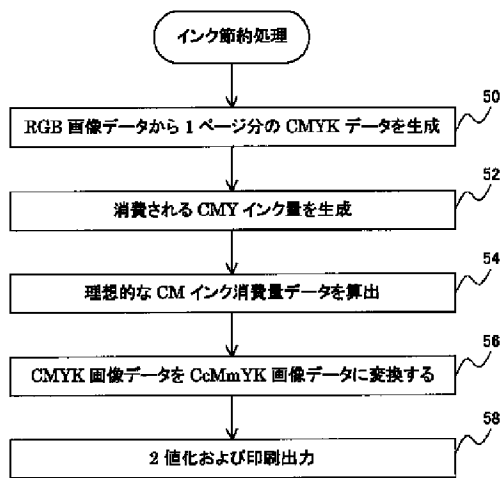 インク節約処理
50
RGB 画像データから 1 ページ分の CMYK データを生成
52
消費される CMY インク量を生成
54
理想的な CM インク消費量データを算出
56
CMYK 画像データを CcMmYK 画像データに変換する
58
2 値化および印刷出力